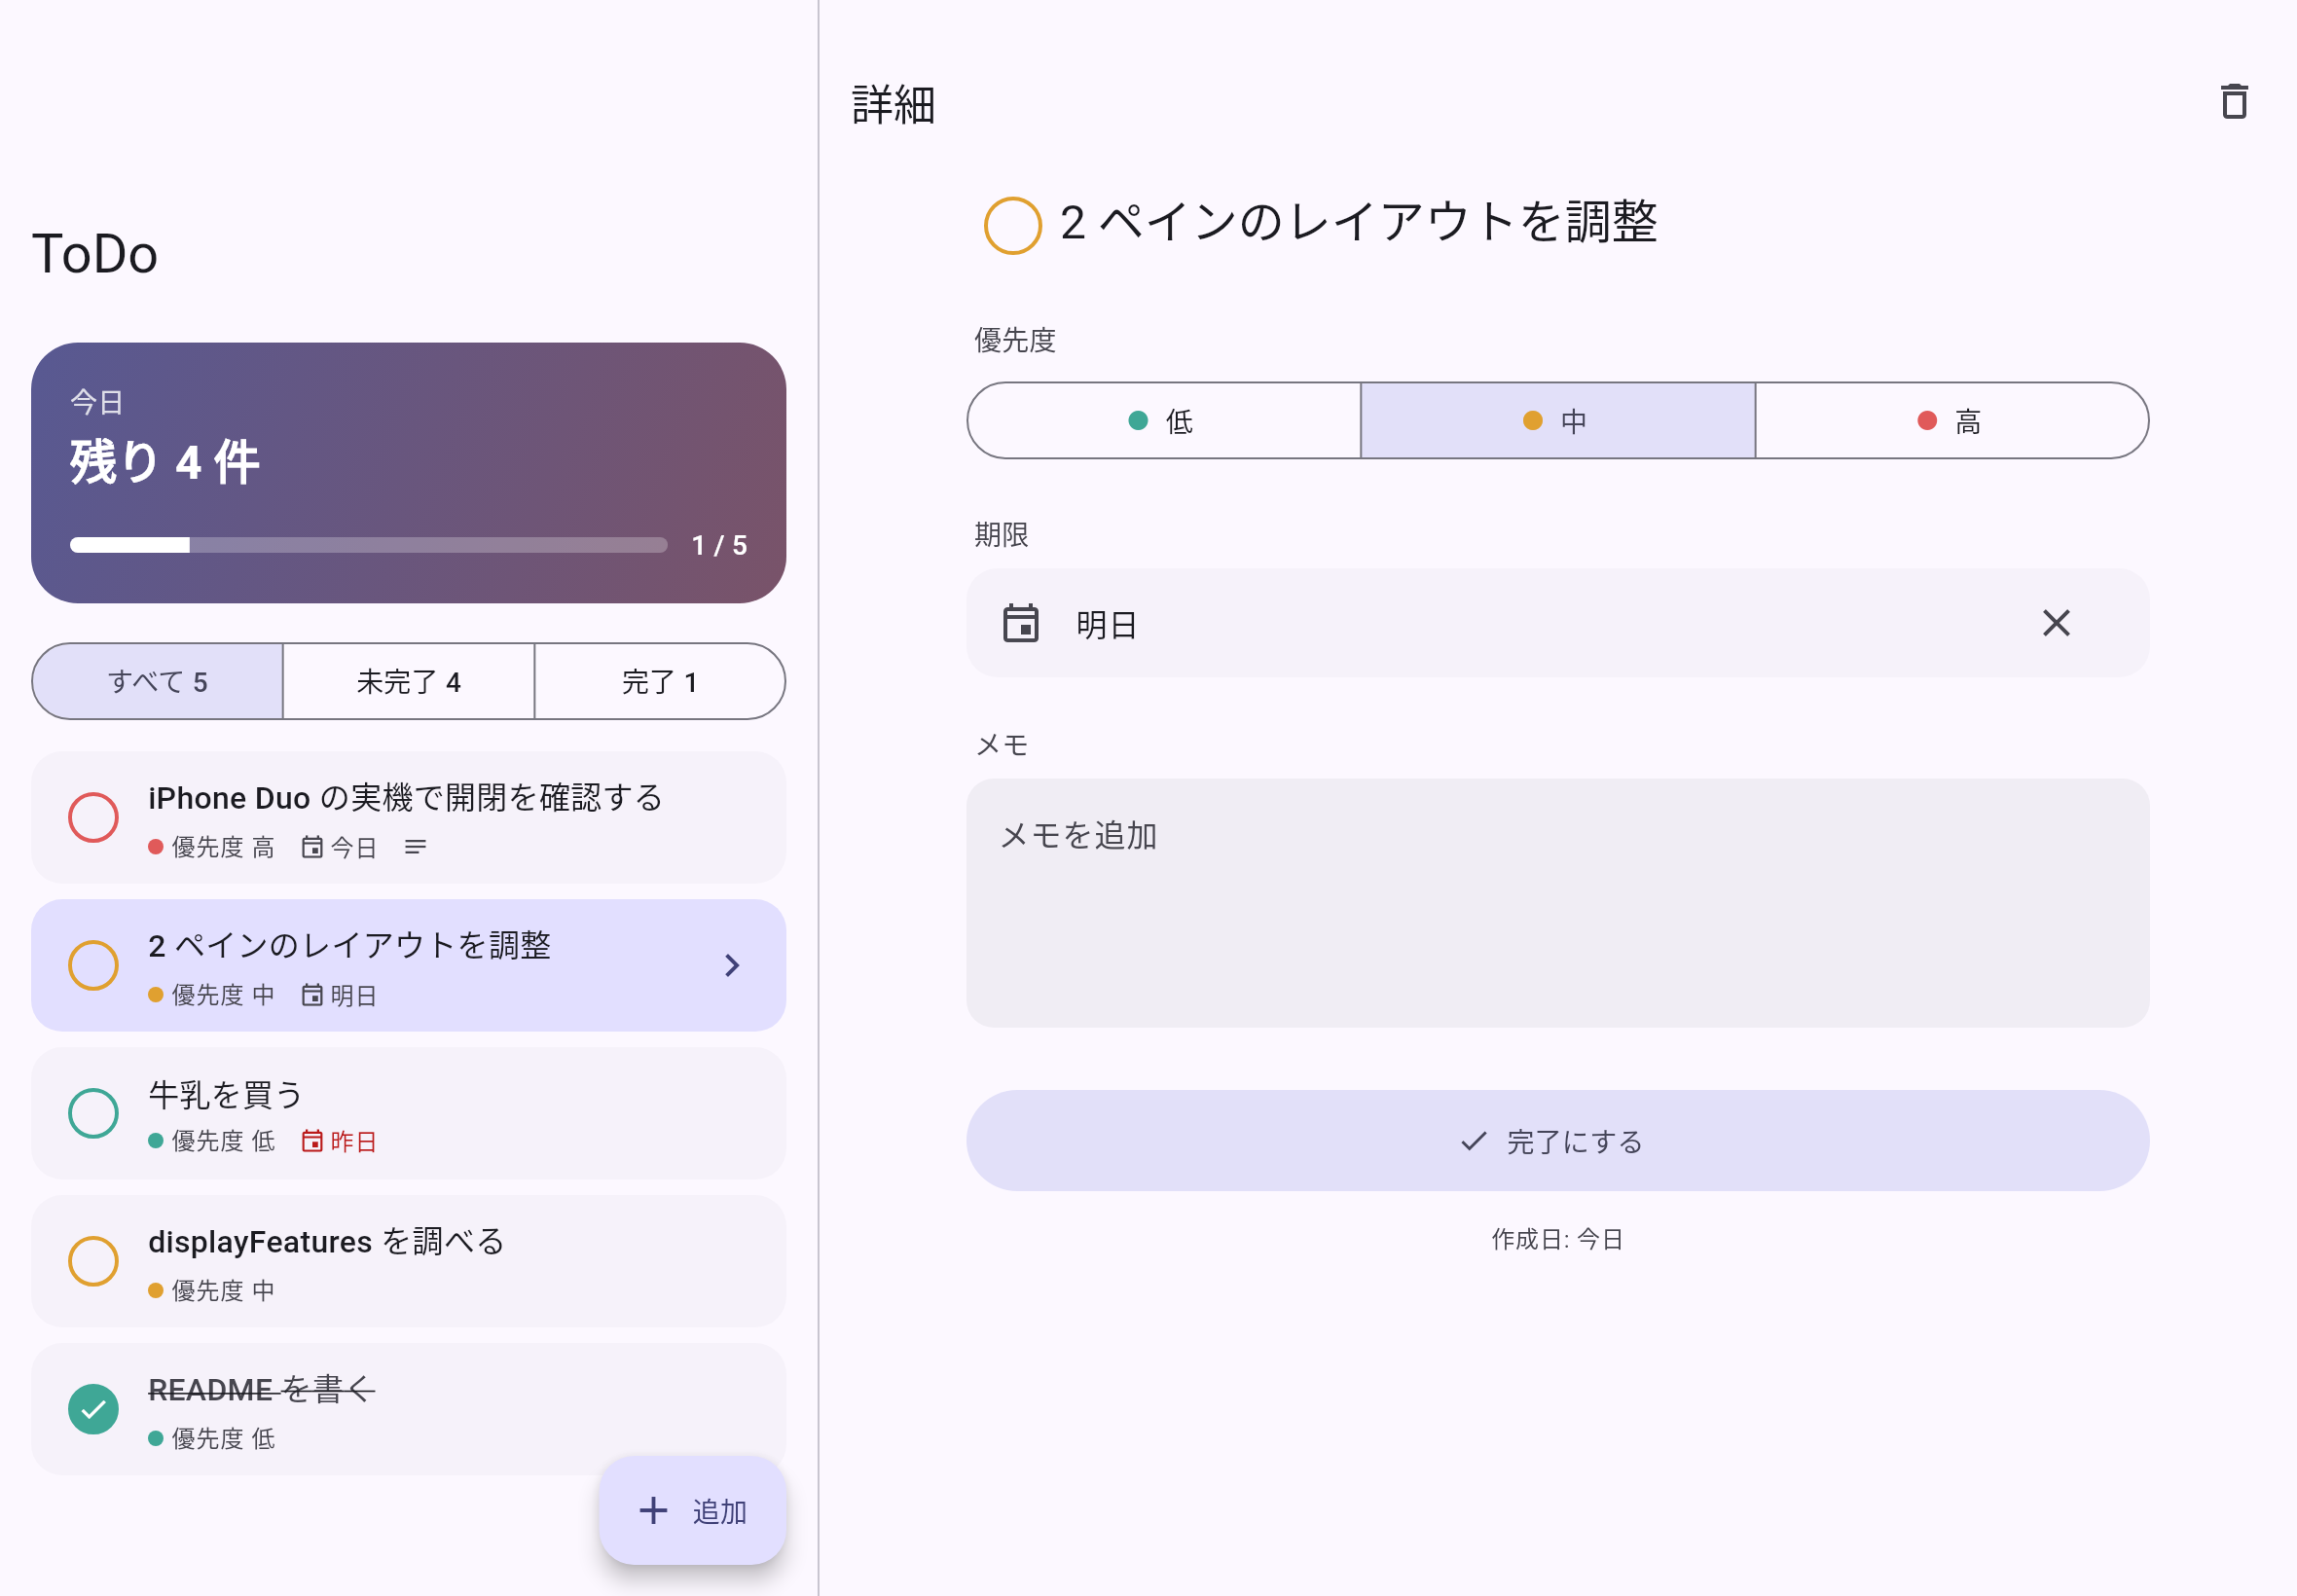 ToDo
今日
残り 4 件
1 / 5
すべて 5
未完了 4
完了 1
iPhone Duo の実機で開閉を確認する
優先度 高 今日
2 ペインのレイアウトを調整
優先度 中 明日
牛乳を買う
優先度 低 昨日
displayFeatures を調べる
優先度 中
README を書く
優先度 低
追加
詳細
2 ペインのレイアウトを調整
優先度
低
中
高
期限
明日
メモ
メモを追加
完了にする
作成日: 今日